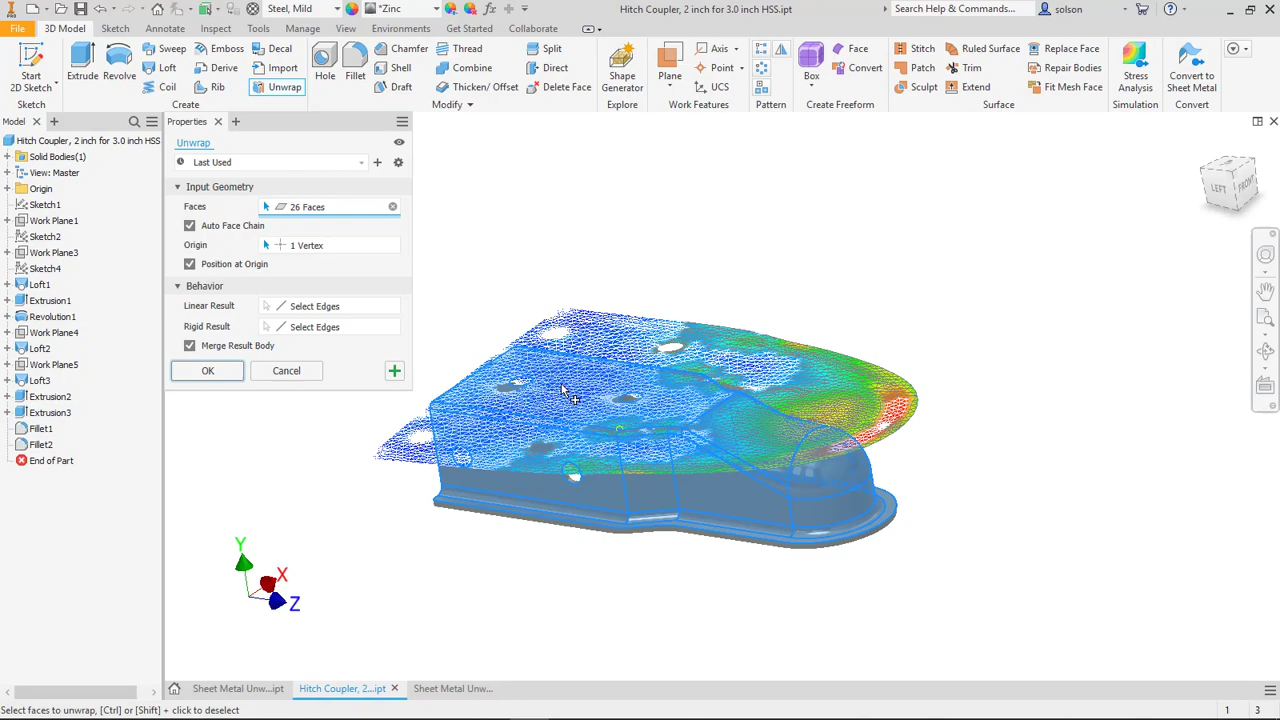 Steel, Mild
*Zinc
Hitch Coupler, 2 inch for 3.0 inch HSS.ipt
Search Help & Commands...
solson
File
3D Model
Sketch
Annotate
Inspect
Tools
Manage
View
Environments
Get Started
Collaborate
Start
2D Sketch
Extrude
Revolve
Sweep
Emboss
Decal
Loft
Derive
Import
Coil
Rib
Unwrap
Hole
Fillet
Chamfer
Thread
Split
Shell
Combine
Direct
Draft
Thicken/ Offset
Delete Face
Shape
Generator
Plane
Axis
Point
UCS
Box
Face
Convert
Stitch
Ruled Surface
Replace Face
Patch
Trim
Repair Bodies
Sculpt
Extend
Fit Mesh Face
Stress
Analysis
Convert to
Sheet Metal
Sketch
Create
Modify
Explore
Work Features
Pattern
Create Freeform
Surface
Simulation
Convert
Model
Hitch Coupler, 2 inch for 3.0 inch HSS
Solid Bodies(1)
View: Master
Origin
Sketch1
Work Plane1
Sketch2
Work Plane3
Sketch4
Loft1
Extrusion1
Revolution1
Work Plane4
Loft2
Work Plane5
Loft3
Extrusion2
Extrusion3
Fillet1
Fillet2
End of Part
Properties
Unwrap
Last Used
Input Geometry
Faces
26 Faces
Auto Face Chain
Origin
1 Vertex
Position at Origin
Behavior
Linear Result
Select Edges
Rigid Result
Select Edges
Merge Result Body
OK
Cancel
LEFT
FRONT
Y
X
Z
Sheet Metal Unw...ipt
Hitch Coupler, 2...ipt
Sheet Metal Unw...
Select faces to unwrap, [Ctrl] or [Shift] + click to deselect
1
3